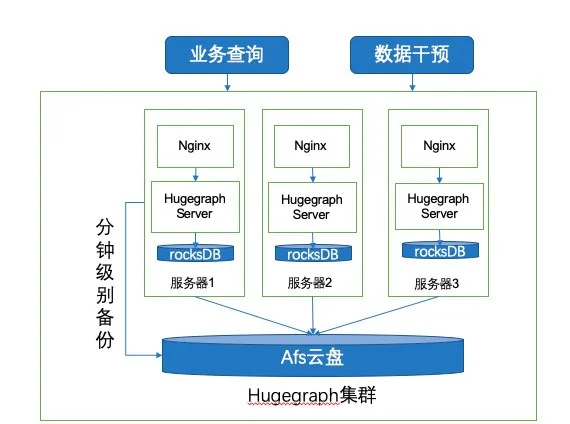 业务查询
数据干预
Nginx
Nginx
Nginx
Hugegraph
Server
Hugegraph
Server
Hugegraph
Server
rocksDB
rocksDB
rocksDB
服务器1
服务器2
服务器3
分钟级别备份
Afs云盘
Hugegraph集群